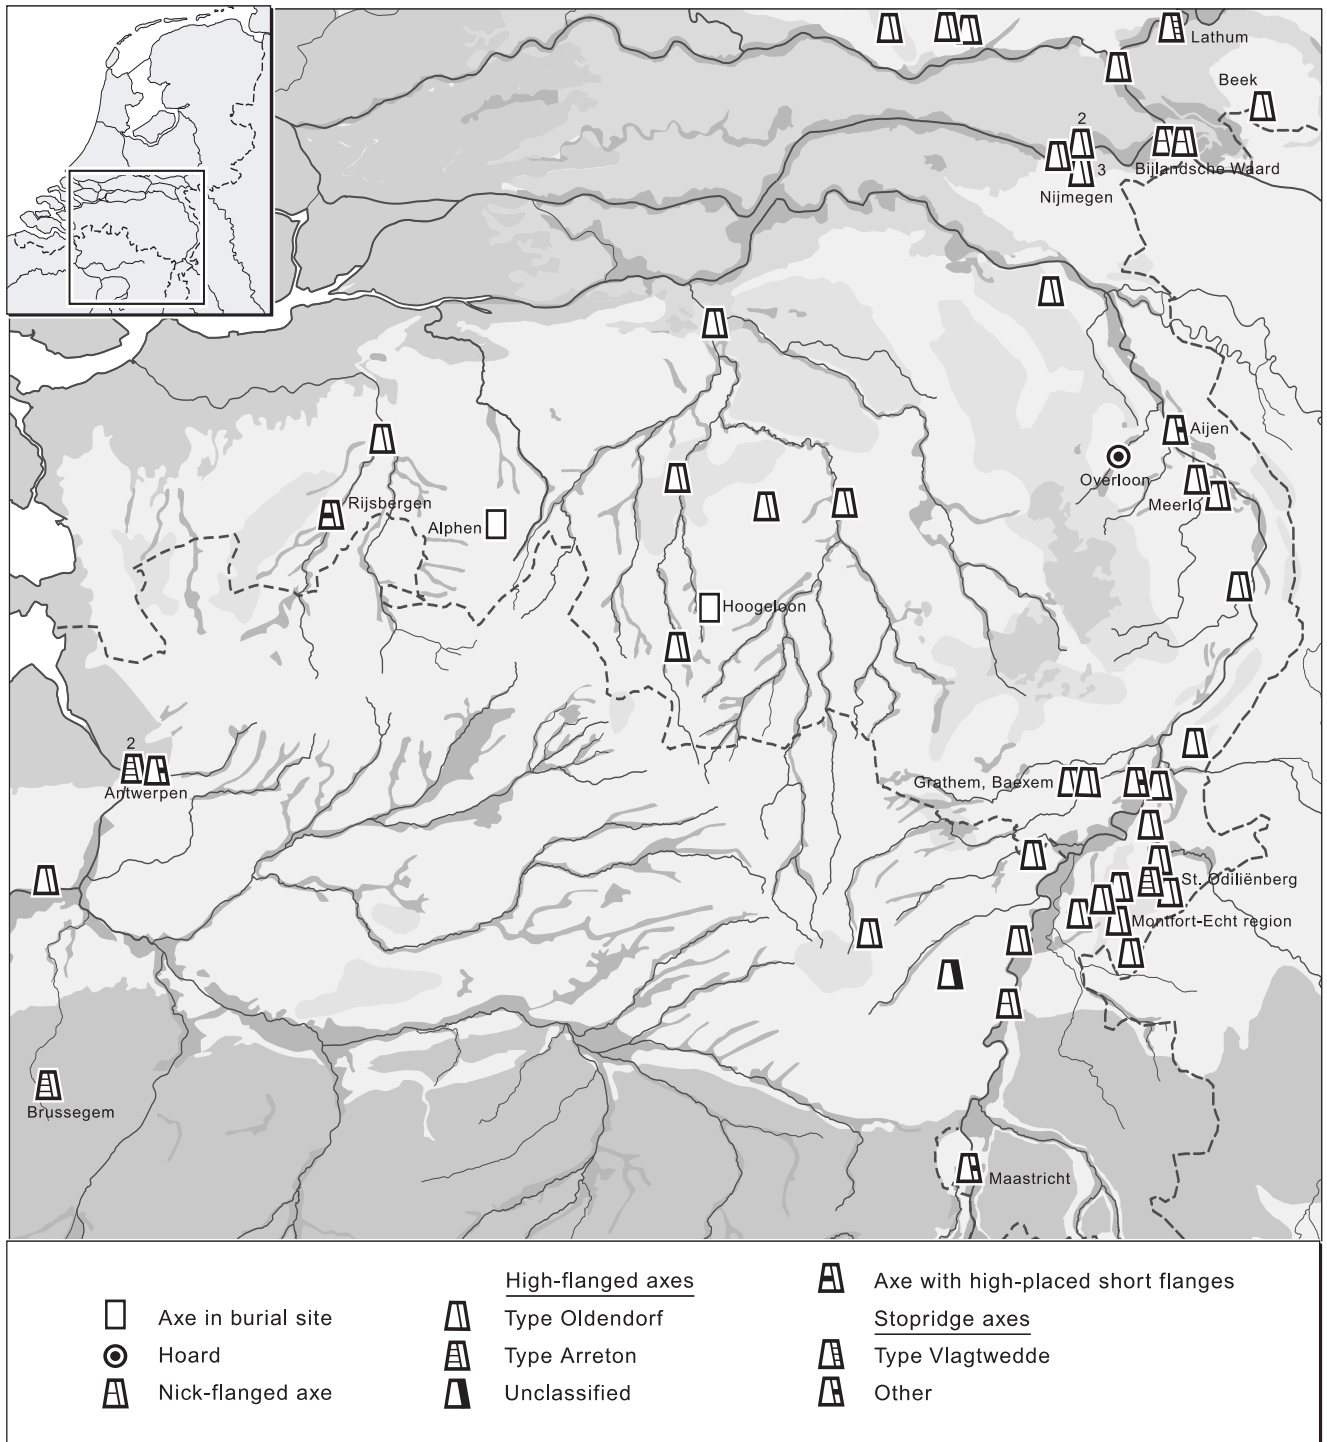 Lathum
Beek
2
3
Bijlandsche Waard
Nijmegen
Aijen
Overloon
Meerlo
Rijsbergen
Alphen
Hoogeloon
2
Antwerpen
Grathem, Baexem
St. Odiliënberg
Montfort-Echt region
Brussegem
Maastricht
Axe in burial site
Hoard
Nick-flanged axe
High-flanged axes
Type Oldendorf
Type Arreton
Unclassified
Axe with high-placed short flanges
Stopridge axes
Type Vlagtwedde
Other